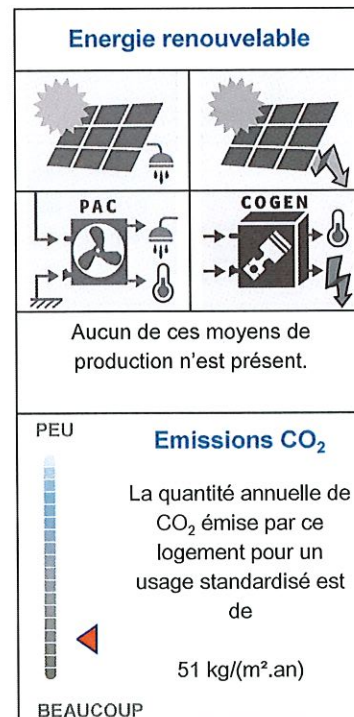 Energie renouvelable
PAC
COGEN
Aucun de ces moyens de
production n'est présent.
PEU
Emissions CO₂
La quantité annuelle de
CO₂ émise par ce
logement pour un
usage standardisé est
de
51 kg/(m².an)
BEAUCOUP